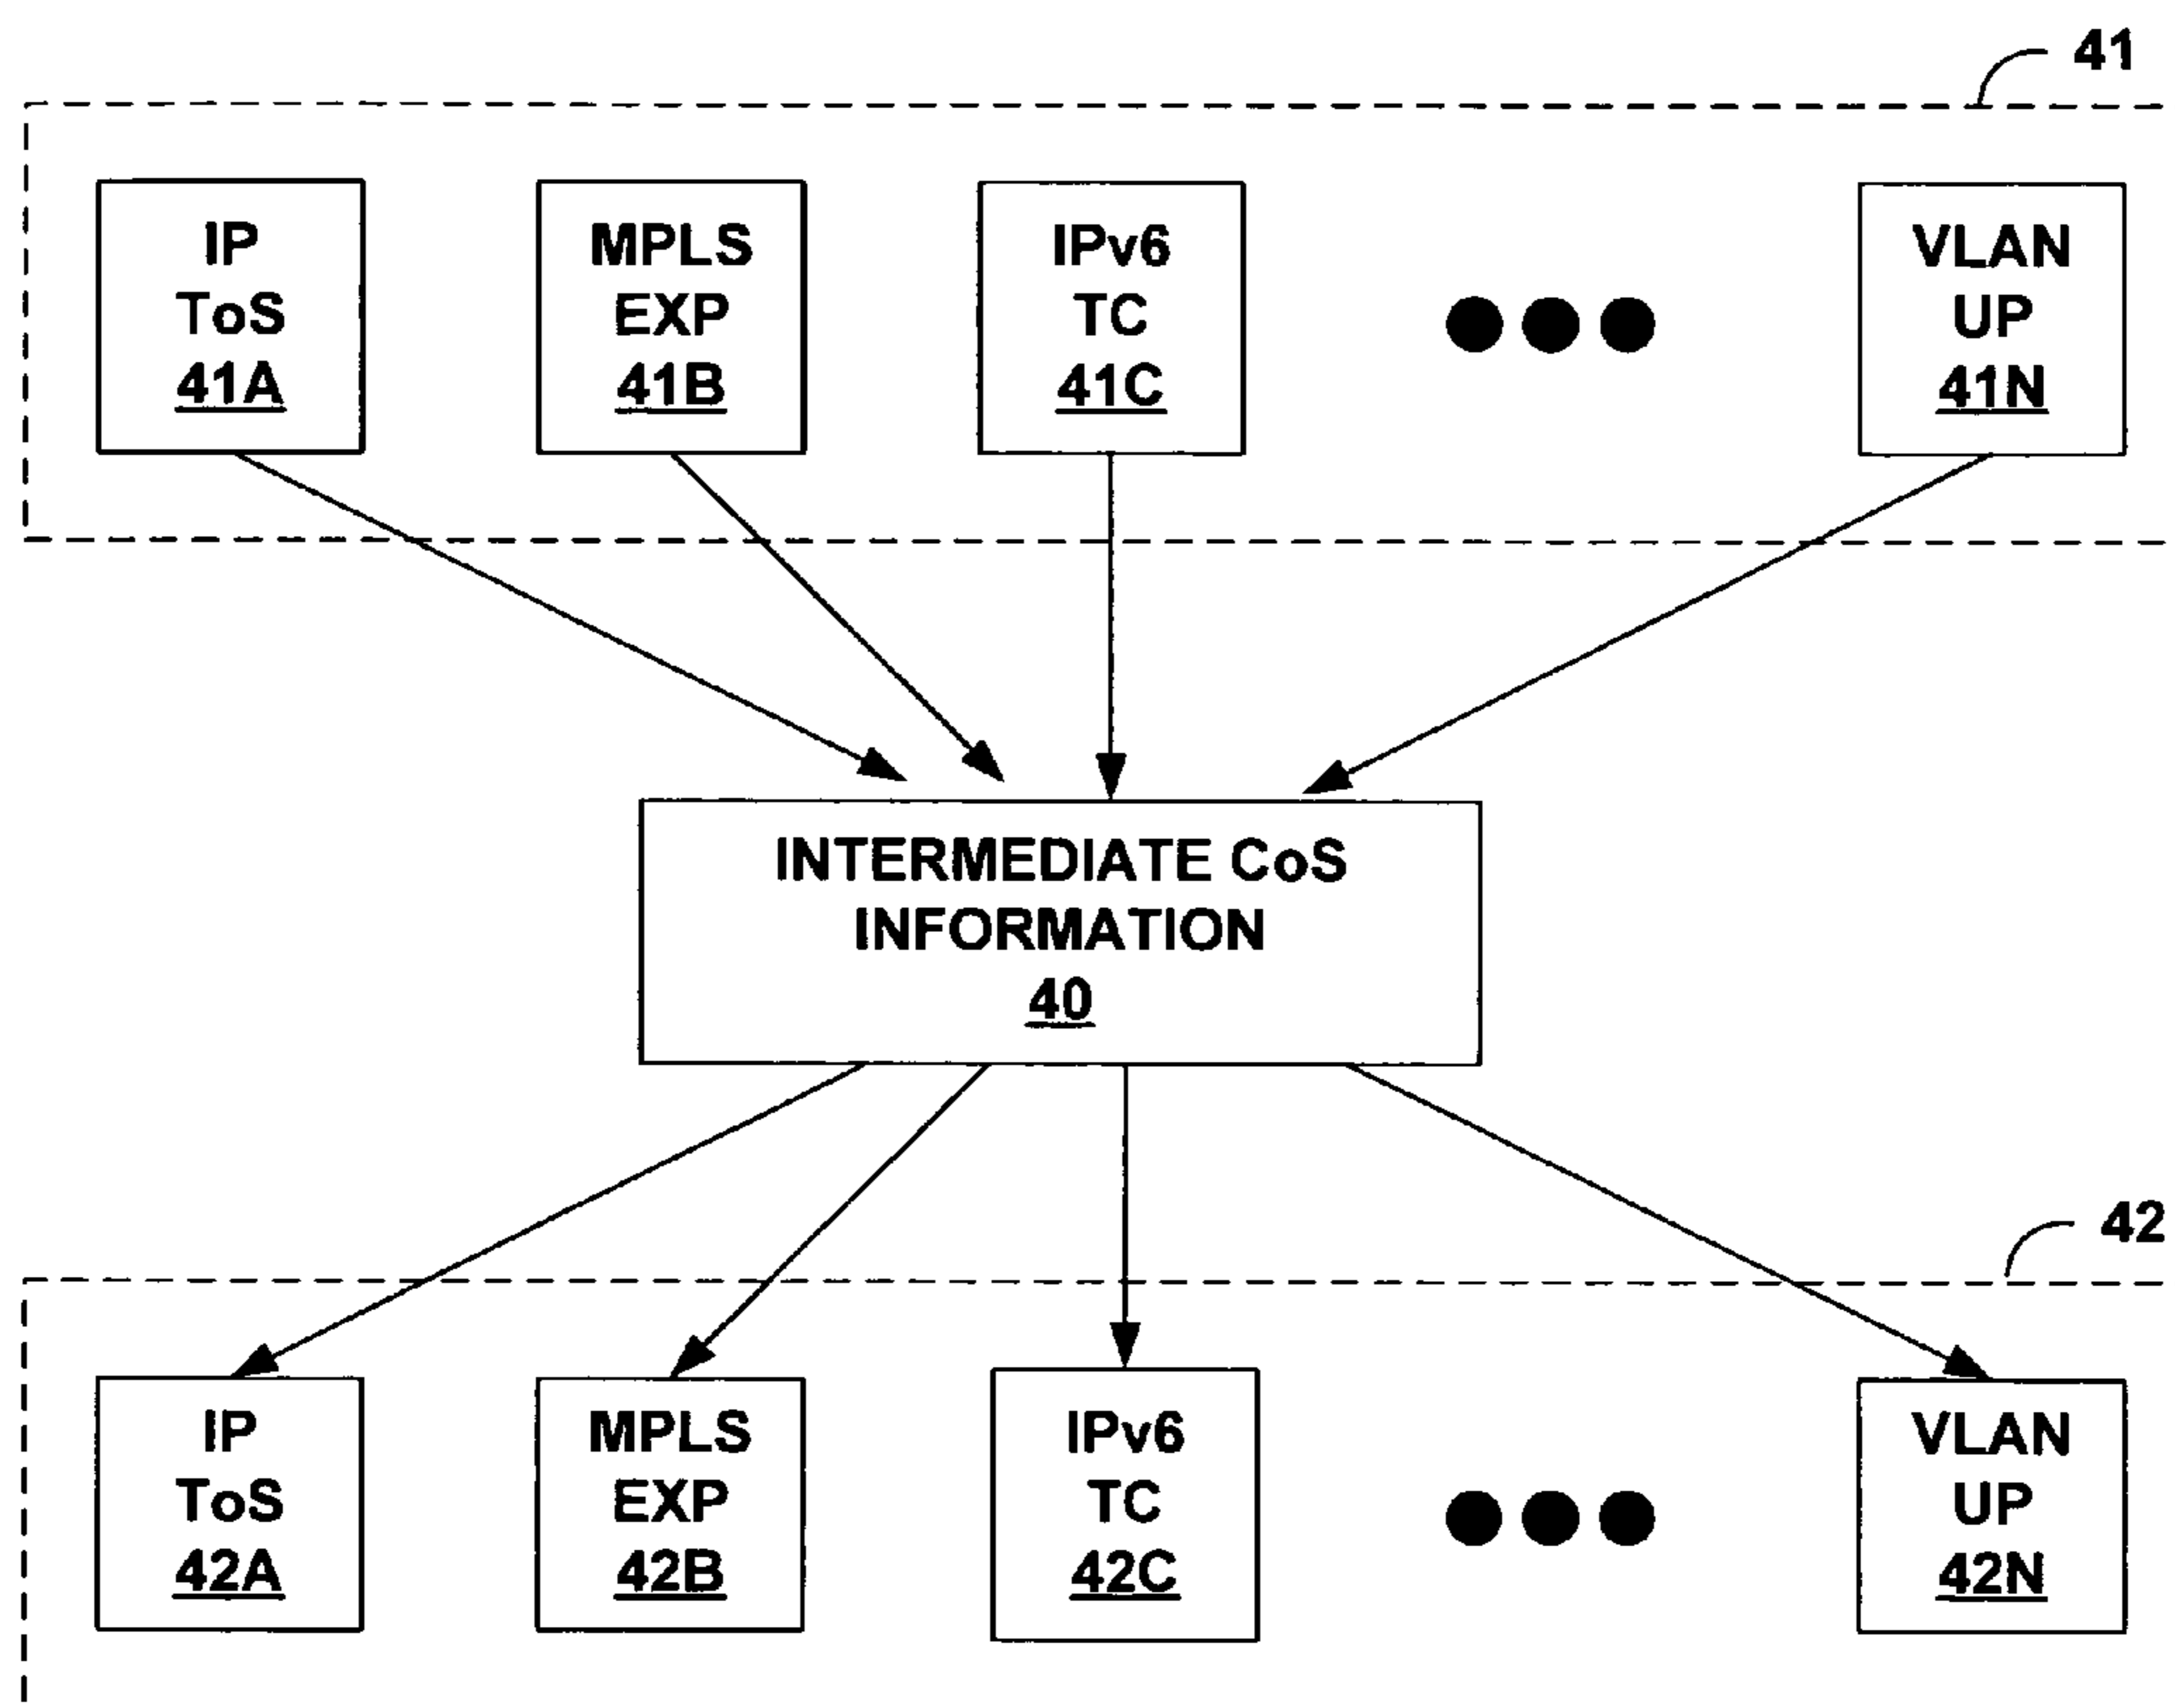 41
IP
ToS
41A
MPLS
EXP
41B
IPv6
TC
41C
VLAN
UP
41N
INTERMEDIATE CoS
INFORMATION
40
42
IP
ToS
42A
MPLS
EXP
42B
IPv6
TC
42C
VLAN
UP
42N